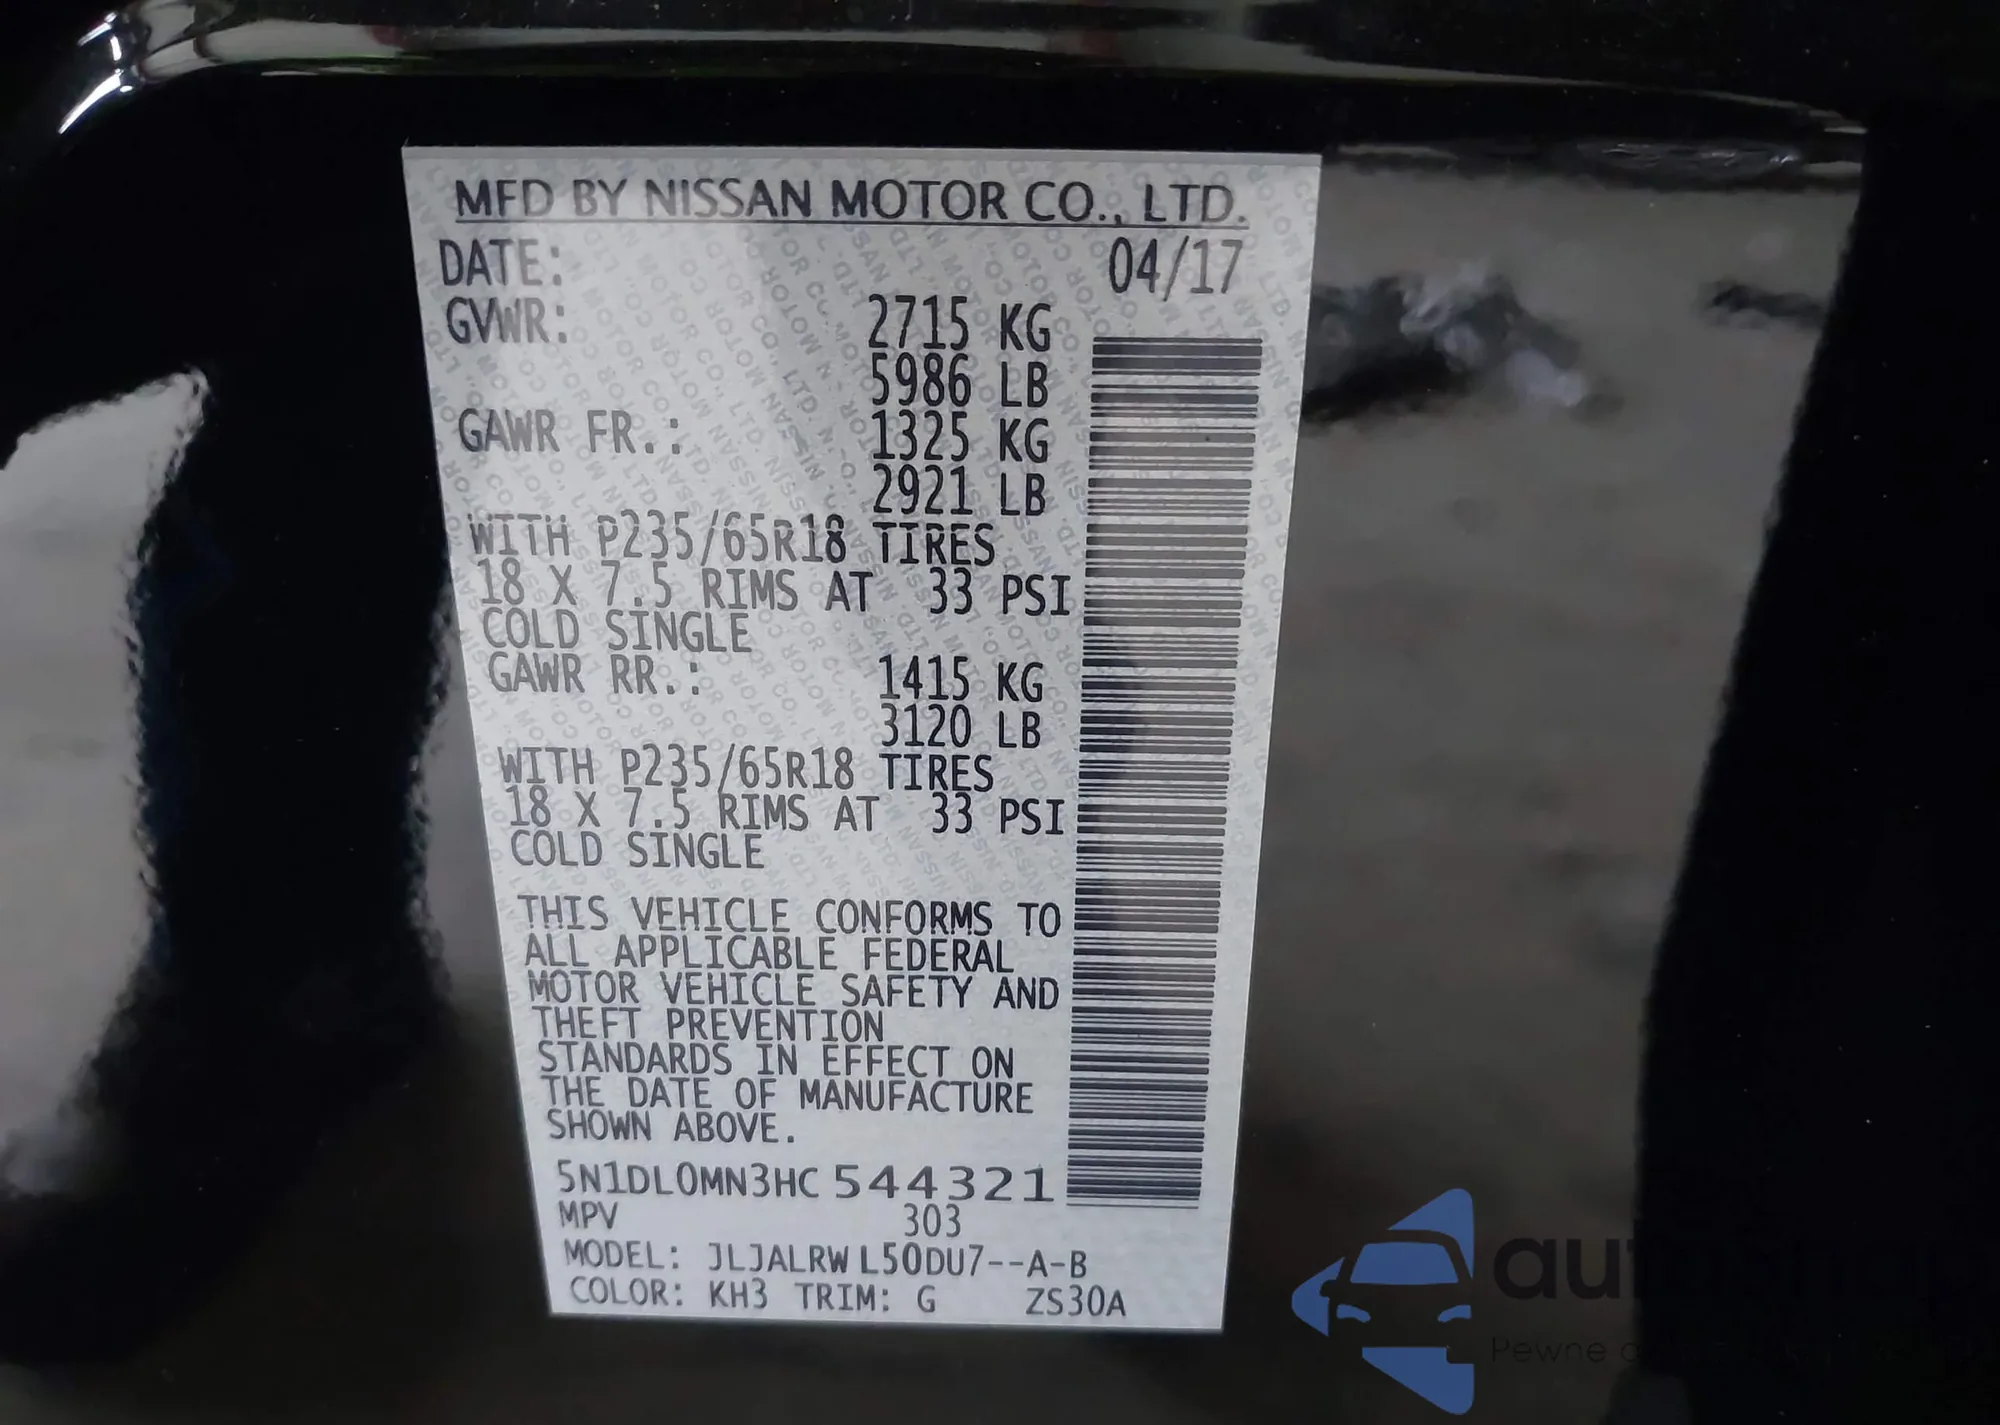 MFD BY NISSAN MOTOR CO., LTD.
DATE: 04/17
GVWR: 2715 KG
5986 LB
GAWR FR.: 1325 KG
2921 LB
WITH P235/65R18 TIRES
18 X 7.5 RIMS AT 33 PSI
COLD SINGLE
GAWR RR.: 1415 KG
3120 LB
WITH P235/65R18 TIRES
18 X 7.5 RIMS AT 33 PSI
COLD SINGLE
THIS VEHICLE CONFORMS TO
ALL APPLICABLE FEDERAL
MOTOR VEHICLE SAFETY AND
THEFT PREVENTION
STANDARDS IN EFFECT ON
THE DATE OF MANUFACTURE
SHOWN ABOVE.
5N1DL0MN3HC544321
MPV 303
MODEL: JLJALRW L50DU7--A-B
COLOR: KH3 TRIM: G ZS30A
Pewne